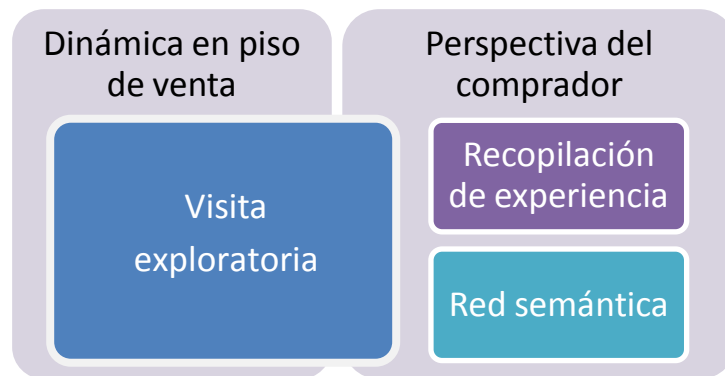 Dinámica en piso
de venta
Visita
exploratoria
Perspectiva del
comprador
Recopilación
de experiencia
Red semántica